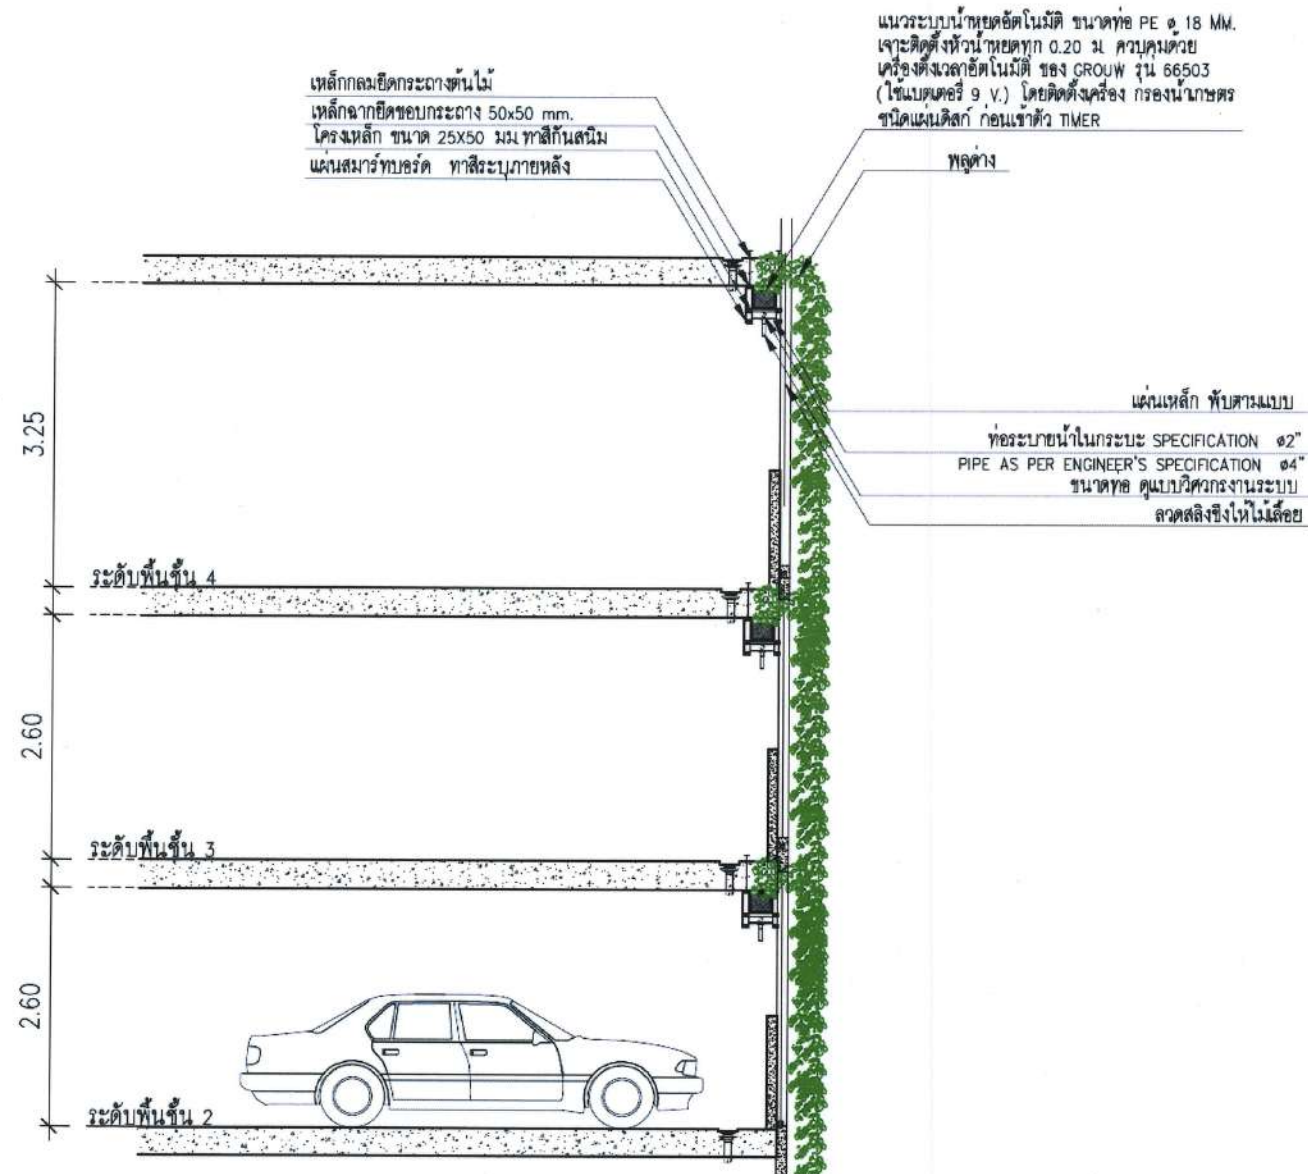 แนวระบบน้ำหยดอัตโนมัติ ขนาดท่อ PE ø 18 MM.
เจาะติดตั้งหัวน้ำหยดทุก 0.20 ม ควบคุมด้วย
เครื่องตั้งเวลาอัตโนมัติ ของ GROUW รุ่น 66503
(ใช้แบตเตอรี่ 9 V.) โดยติดตั้งเครื่อง กรองน้ำเกษตร
ชนิดแผ่นดิสก์ ก่อนเข้าตัว TIMER
พลูด่าง
เหล็กกลมยึดกระถางต้นไม้
เหล็กฉากยึดขอบกระถาง 50x50 mm.
โครงเหล็ก ขนาด 25X50 มม.ทาสีกันสนิม
แผ่นสมาร์ทบอร์ด ทาสีระบุภายหลัง
3.25
แผ่นเหล็ก พับตามแบบ
ท่อระบายน้ำในกระบะ SPECIFICATION ø2"
PIPE AS PER ENGINEER'S SPECIFICATION ø4"
ขนาดทอ ดูแบบวิศวกรงานระบบ
ลวดสลิงขึงให้ไม้เลื้อย
ระดับพื้นชั้น 4
2.60
ระดับพื้นชั้น 3
2.60
ระดับพื้นชั้น 2